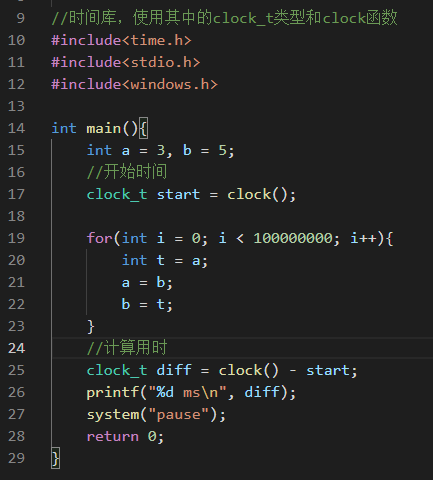 9 //时间库，使用其中的clock_t类型和clock函数
10 #include<time.h>
11 #include<stdio.h>
12 #include<windows.h>
13
14 int main(){
15     int a = 3, b = 5;
16     //开始时间
17     clock_t start = clock();
18
19     for(int i = 0; i < 100000000; i++){
20         int t = a;
21         a = b;
22         b = t;
23     }
24     //计算用时
25     clock_t diff = clock() - start;
26     printf("%d ms\n", diff);
27     system("pause");
28     return 0;
29 }